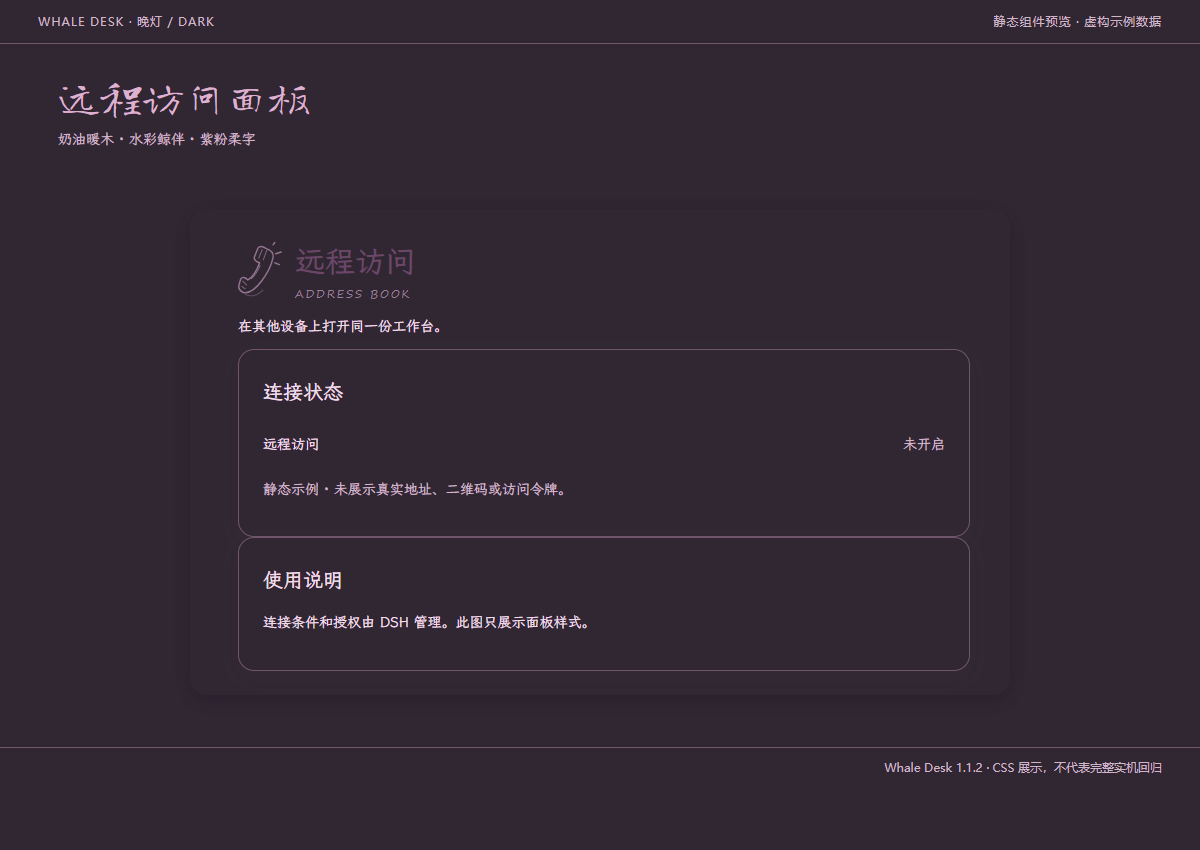 WHALE DESK · 晚灯 / DARK
静态组件预览 · 虚构示例数据
远程访问面板
奶油暖木 · 水彩鲸伴 · 紫粉柔字
远程访问
ADDRESS BOOK
在其他设备上打开同一份工作台。
连接状态
远程访问 未开启
静态示例 · 未展示真实地址、二维码或访问令牌。
使用说明
连接条件和授权由 DSH 管理。此图只展示面板样式。
Whale Desk 1.1.2 · CSS 展示，不代表完整实机回归